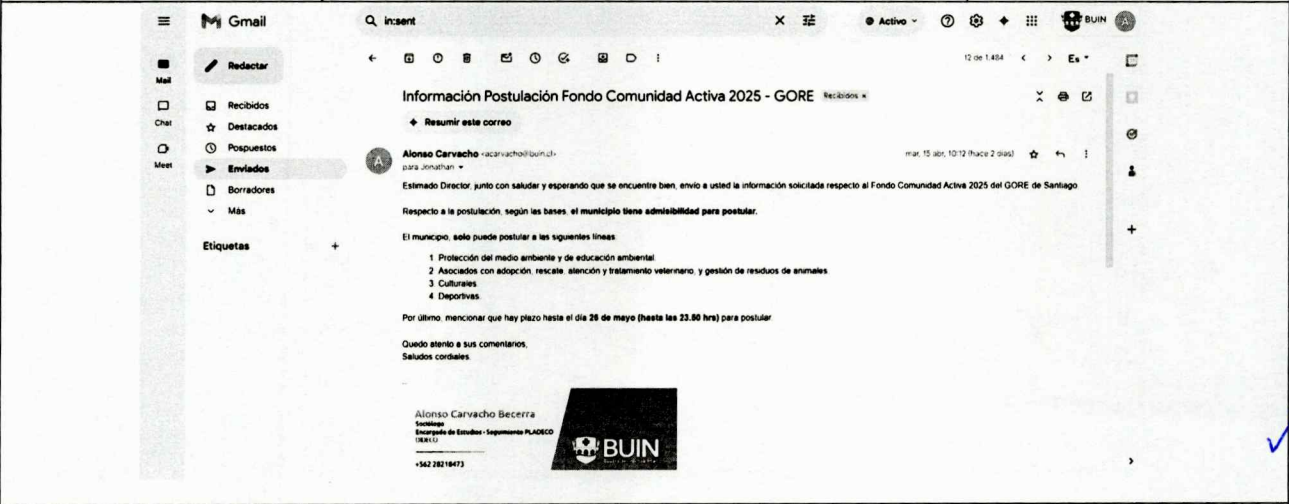 Gmail
in:sent
Activo
BUIN
A
Mail
Chat
Meet
Redactar
Recibidos
Destacados
Pospuestos
Enviados
Borradores
Más
Etiquetas
12 de 1.484
Es
Información Postulación Fondo Comunidad Activa 2025 - GORE Recibidos x
Resumir este correo
A
Alonso Carvacho <acarvacho@buin.cl>
mar, 15 abr, 10:12 (hace 2 días)
para Jonathan
Estimado Director, junto con saludar y esperando que se encuentre bien, envío a usted la información solicitada respecto al Fondo Comunidad Activa 2025 del GORE de Santiago
Respecto a la postulación, según las bases, el municipio tiene admisibilidad para postular.
El municipio, solo puede postular a las siguientes líneas
1 Protección del medio ambiente y de educación ambiental
2 Asociados con adopción, rescate, atención y tratamiento veterinario, y gestión de residuos de animales
3 Culturales
4 Deportivas
Por último, mencionar que hay plazo hasta el día 26 de mayo (hasta las 23.60 hrs) para postular
Quedo atento a sus comentarios,
Saludos cordiales
Alonso Carvacho Becerra
Sociólogo
Encargado de Estudios - Seguimiento PLADECO
DIDECO
+562 28218473
BUIN